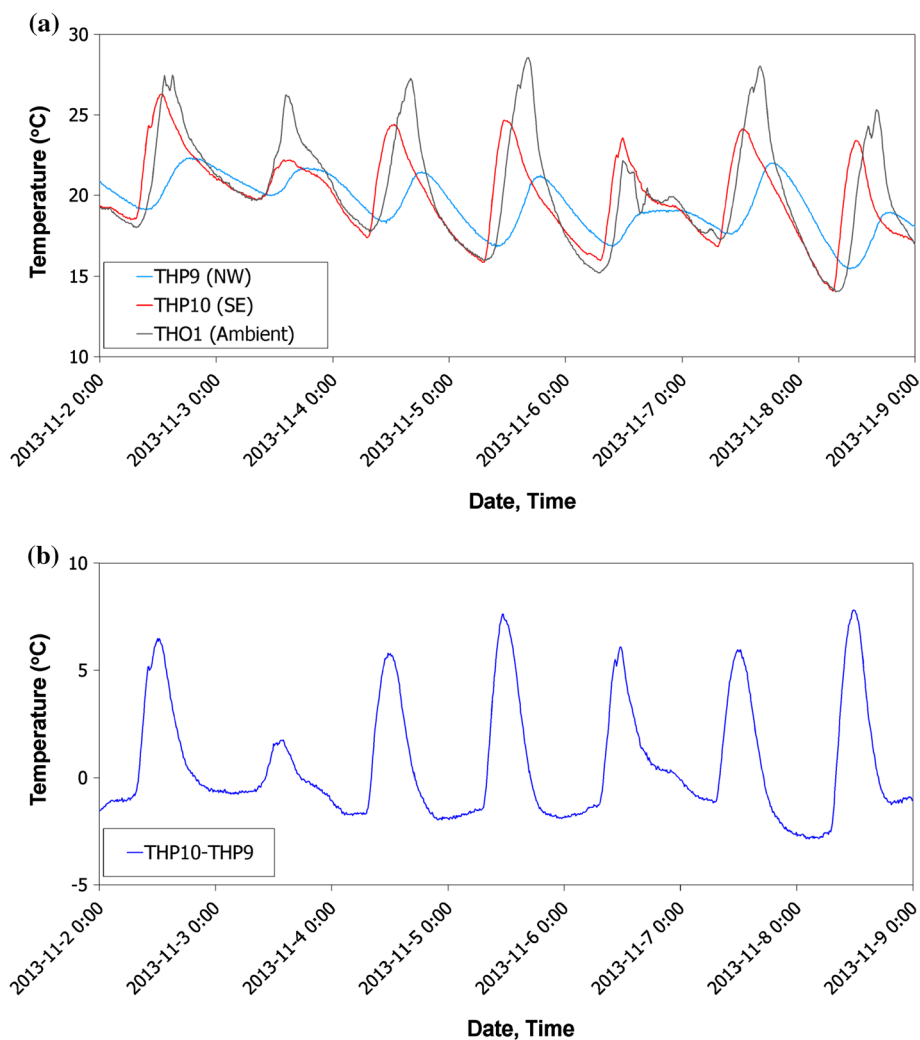 (a)
Temperature (°C)
30
25
20
15
10
THP9 (NW)
THP10 (SE)
THO1 (Ambient)
2013-11-2 0:00
2013-11-3 0:00
2013-11-4 0:00
2013-11-5 0:00
2013-11-6 0:00
2013-11-7 0:00
2013-11-8 0:00
2013-11-9 0:00
Date, Time
(b)
Temperature (°C)
10
5
0
-5
THP10-THP9
2013-11-2 0:00
2013-11-3 0:00
2013-11-4 0:00
2013-11-5 0:00
2013-11-6 0:00
2013-11-7 0:00
2013-11-8 0:00
2013-11-9 0:00
Date, Time